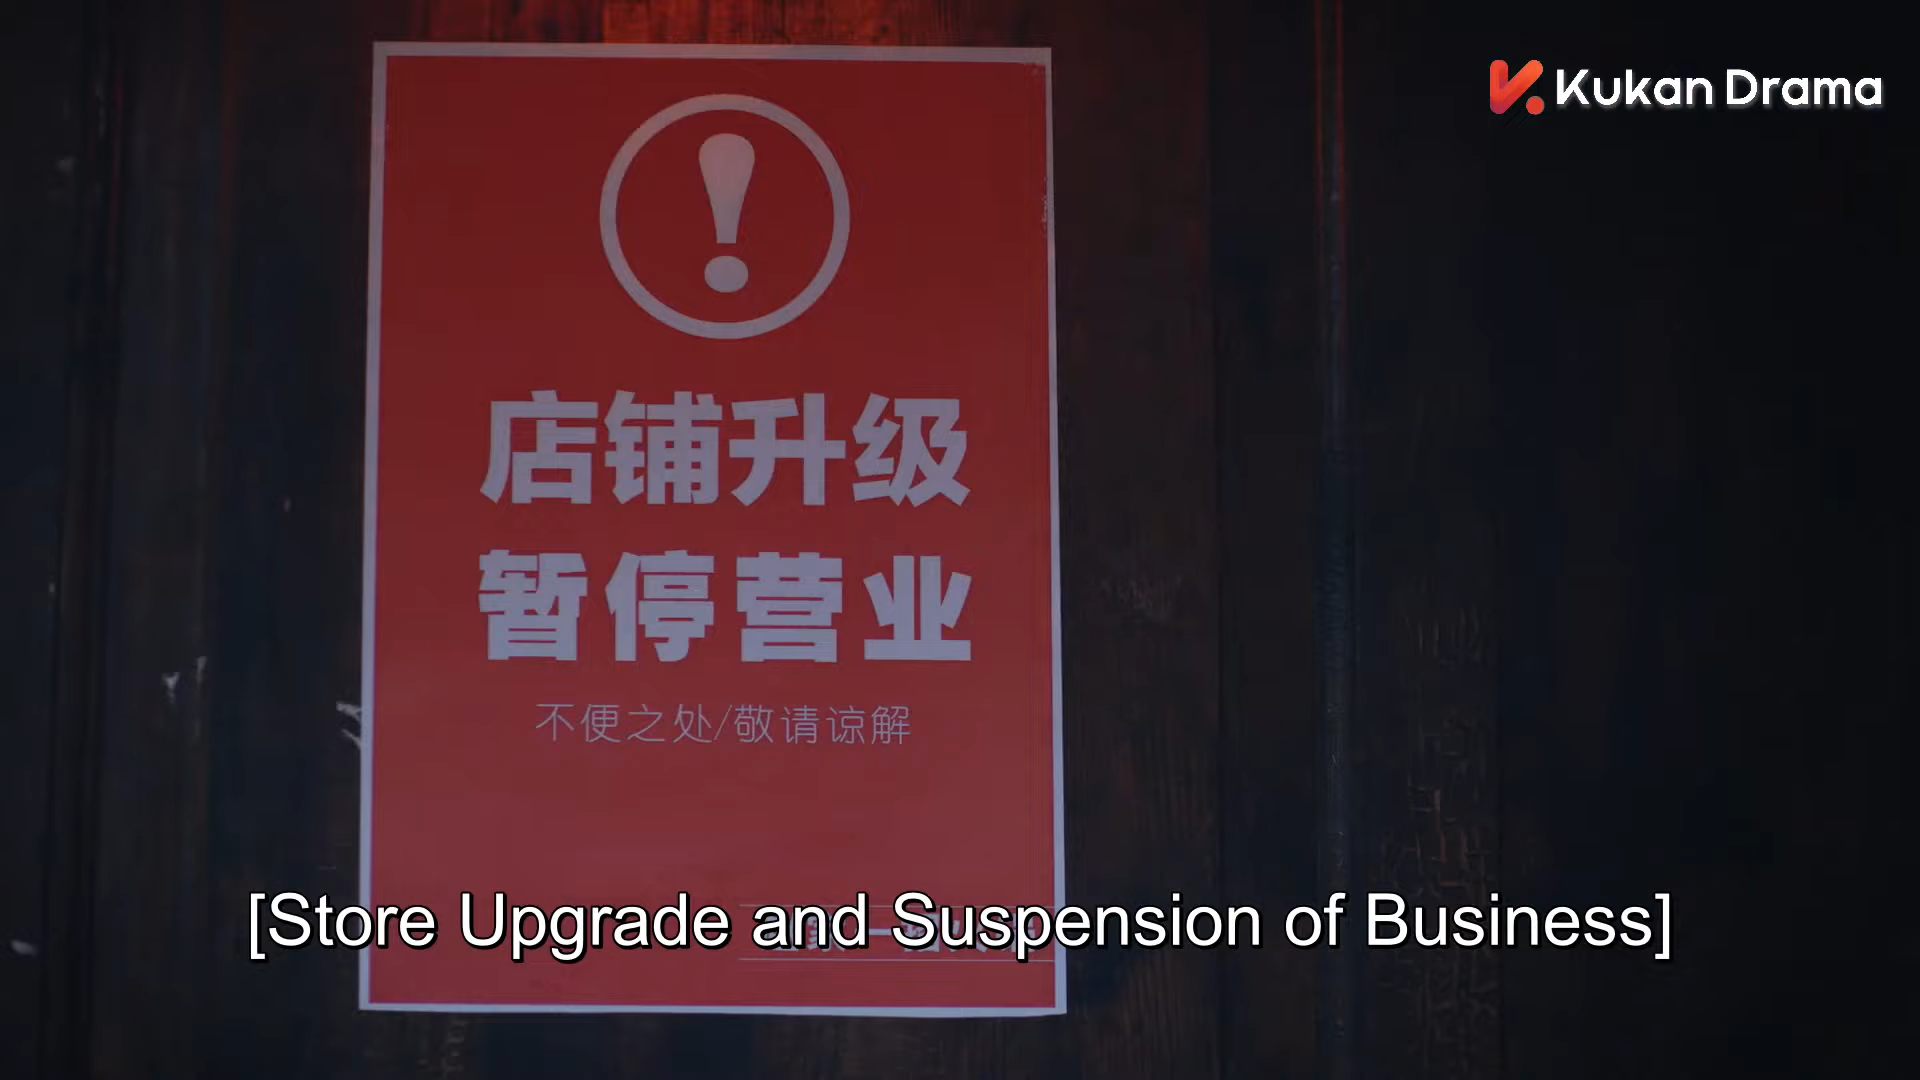 Kukan Drama
店铺升级
暂停营业
不便之处/敬请谅解
[Store Upgrade and Suspension of Business]